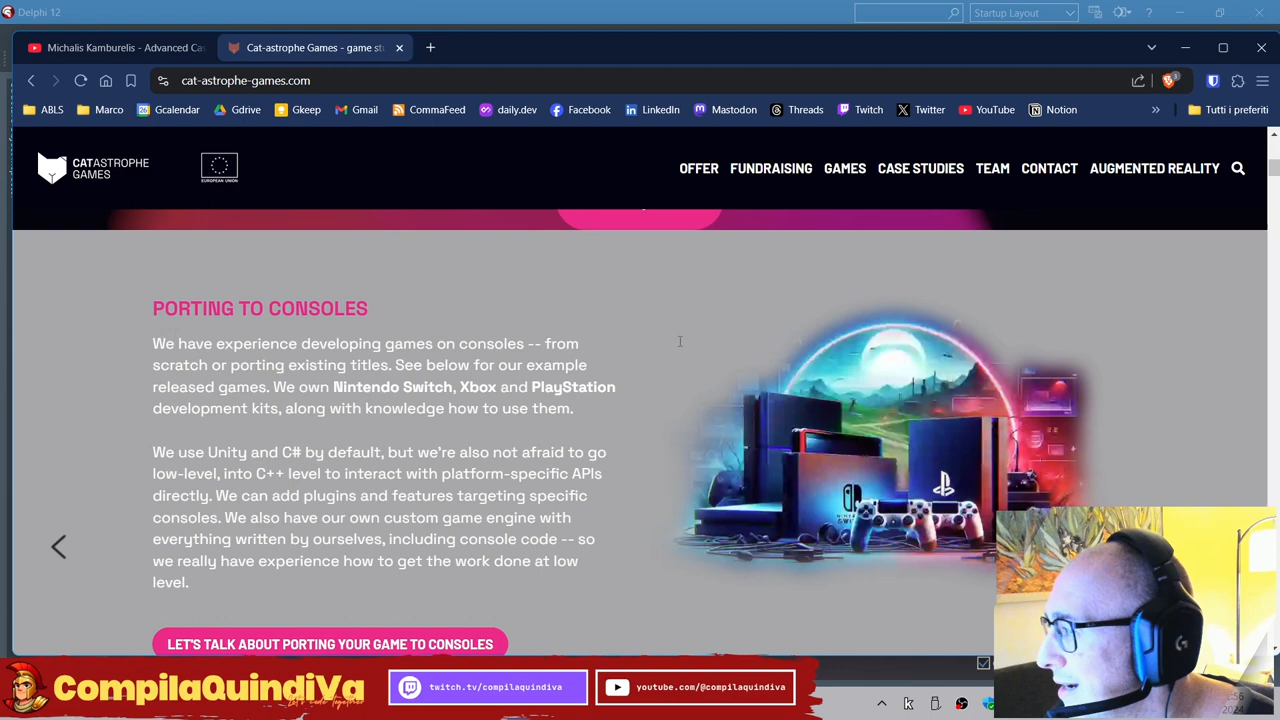 Delphi 12
Startup Layout
Michalis Kamburelis - Advanced Ca
Cat-astrophe Games - game st
cat-astrophe-games.com
ABLS
Marco
Gcalendar
Gdrive
Gkeep
Gmail
CommaFeed
daily.dev
Facebook
LinkedIn
Mastodon
Threads
Twitch
Twitter
YouTube
Notion
Tutti i preferiti
CATASTROPHE
GAMES
EUROPEAN UNION
OFFER
FUNDRAISING
GAMES
CASE STUDIES
TEAM
CONTACT
AUGMENTED REALITY
PORTING TO CONSOLES
We have experience developing games on consoles -- from
scratch or porting existing titles. See below for our example
released games. We own Nintendo Switch, Xbox and PlayStation
development kits, along with knowledge how to use them.
We use Unity and C# by default, but we're also not afraid to go
low-level, into C++ level to interact with platform-specific APIs
directly. We can add plugins and features targeting specific
consoles. We also have our own custom game engine with
everything written by ourselves, including console code -- so
we really have experience how to get the work done at low
level.
LET'S TALK ABOUT PORTING YOUR GAME TO CONSOLES
CompilaQuindiVa
Let's Code Together
twitch.tv/compilaquindiva
youtube.com/@compilaquindiva